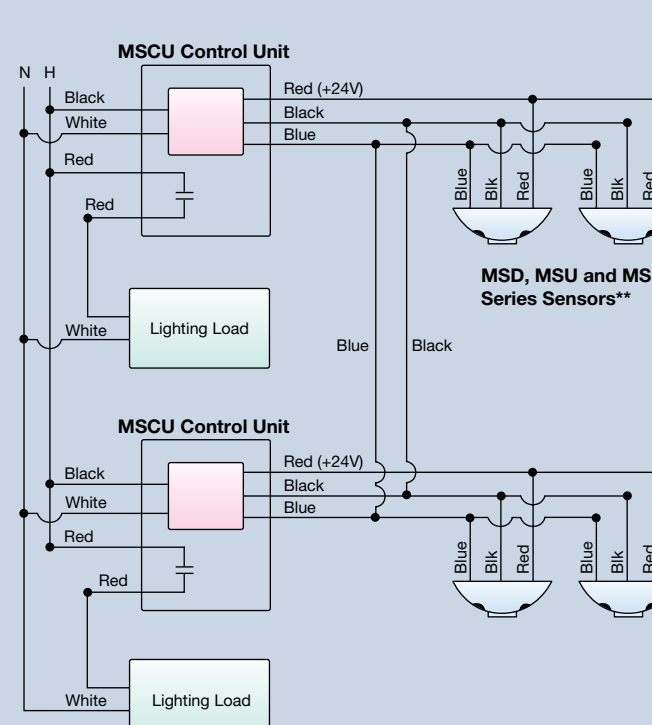 MSCU Control Unit
N H
Black
White
Red
Red
Red (+24V)
Black
Blue
Blue
Blk
Red
Blue
Blk
Red
MSD, MSU and MS
Series Sensors**
Lighting Load
White
Blue
Black
MSCU Control Unit
Black
White
Red
Red
Red (+24V)
Black
Blue
Blue
Blk
Red
Blue
Blk
Red
Lighting Load
White